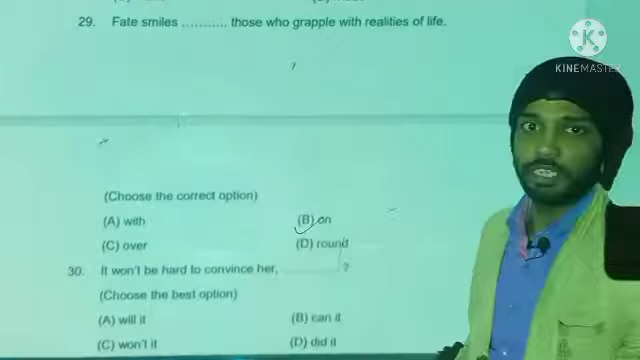 KINEMASTER
29. Fate smiles .......... those who grapple with realities of life.
(Choose the correct option)
(A) with (B) on
(C) over (D) round
30. It won't be hard to convince her, ............ ?
(Choose the best option)
(A) will it (B) can it
(C) won't it (D) did it